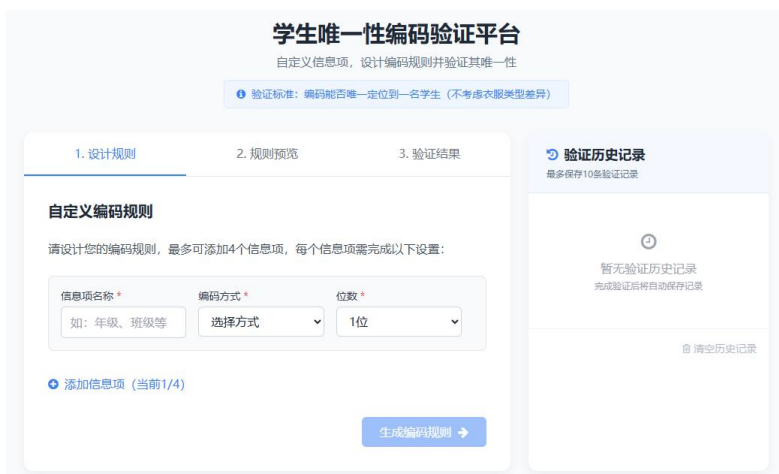 学生唯一性编码验证平台
自定义信息项，设计编码规则并验证其唯一性
验证标准：编码能否唯一定位到一名学生（不考虑衣服类型差异）
1. 设计规则
2. 规则预览
3. 验证结果
自定义编码规则
请设计您的编码规则，最多可添加4个信息项，每个信息项需完成以下设置：
信息项名称 *
编码方式 *
位数 *
如：年级、班级等
选择方式
1位
添加信息项（当前1/4）
生成编码规则
验证历史记录
最多保存10条验证记录
暂无验证历史记录
完成验证后将自动保存记录
清空历史记录